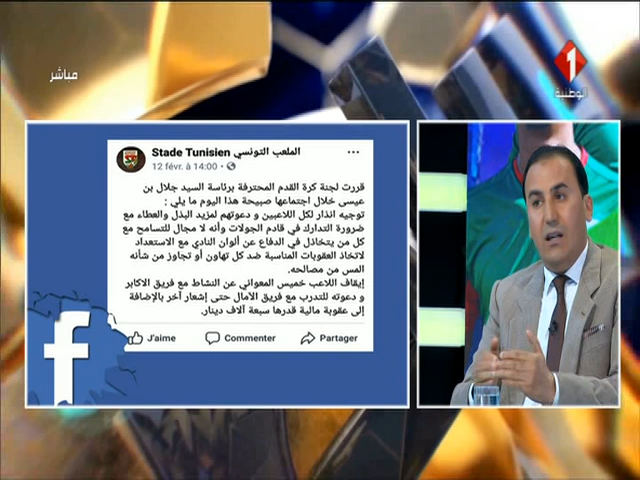 مباشر
1
الوطنية
Stade Tunisien الملعب التونسي
12 févr. à 14:00
قررت لجنة كرة القدم المحترفة برئاسة السيد جلال بن
عيسى خلال اجتماعها صبيحة هذا اليوم ما يلي :
توجيه انذار لكل اللاعبين و دعوتهم لمزيد البذل والعطاء مع
ضرورة التدارك في قادم الجولات وأنه لا مجال للتسامح مع
كل من يتخاذل في الدفاع عن ألوان النادي مع الاستعداد
لاتخاذ العقوبات المناسبة ضد كل تهاون أو تجاوز من شأنه
المس من مصالحه.
إيقاف اللاعب خميس المعواني عن النشاط مع فريق الاكابر
و دعوته للتدرب مع فريق الآمال حتى إشعار آخر بالإضافة
إلى عقوبة مالية قدرها سبعة آلاف دينار.
J'aime Commenter Partager
f